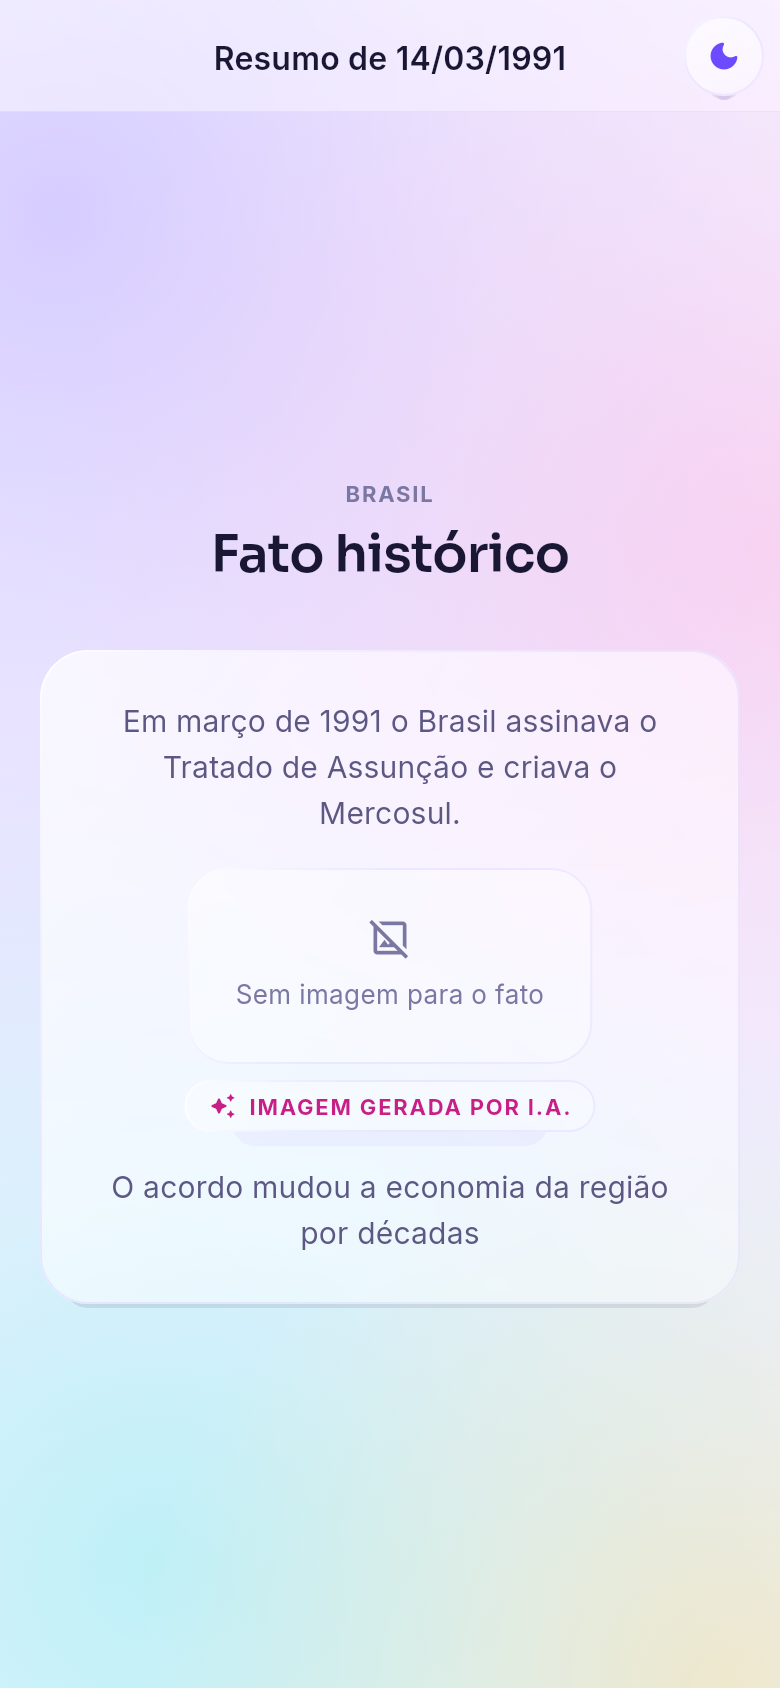 Resumo de 14/03/1991
BRASIL
Fato histórico
Em março de 1991 o Brasil assinava o
Tratado de Assunção e criava o
Mercosul.
Sem imagem para o fato
IMAGEM GERADA POR I.A.
O acordo mudou a economia da região
por décadas